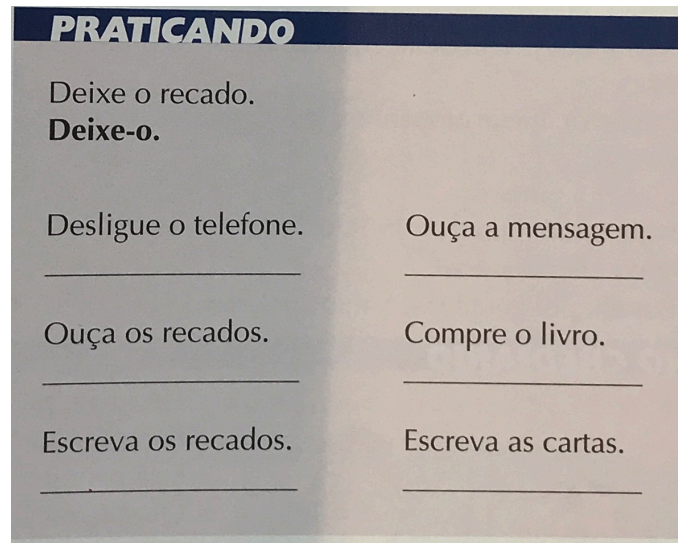 PRATICANDO
Deixe o recado.
Deixe-o.
Desligue o telefone.
Ouça a mensagem.
Ouça os recados.
Compre o livro.
Escreva os recados.
Escreva as cartas.